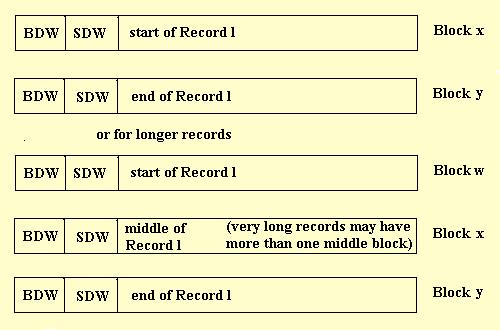 BDW SDW start of Record l Block x
BDW SDW end of Record l Block y
or for longer records
BDW SDW start of Record l Block w
BDW SDW middle of Record l (very long records may have more than one middle block) Block x
BDW SDW end of Record l Block y